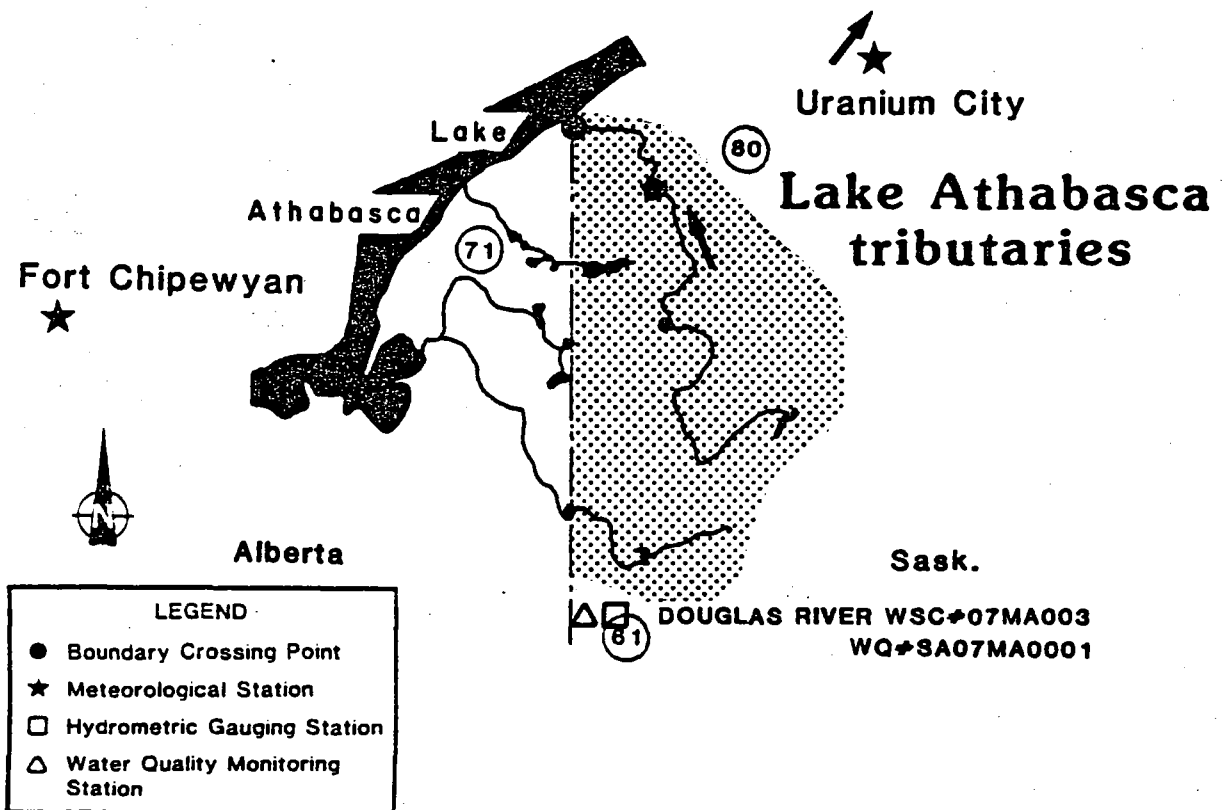 Uranium City
80
Lake
Athabasca
Lake Athabasca
tributaries
71
Fort Chipewyan
N
Alberta
Sask.
LEGEND
Boundary Crossing Point
Meteorological Station
Hydrometric Gauging Station
Water Quality Monitoring
Station
61
DOUGLAS RIVER WSC#07MA003
WQ#SA07MA0001